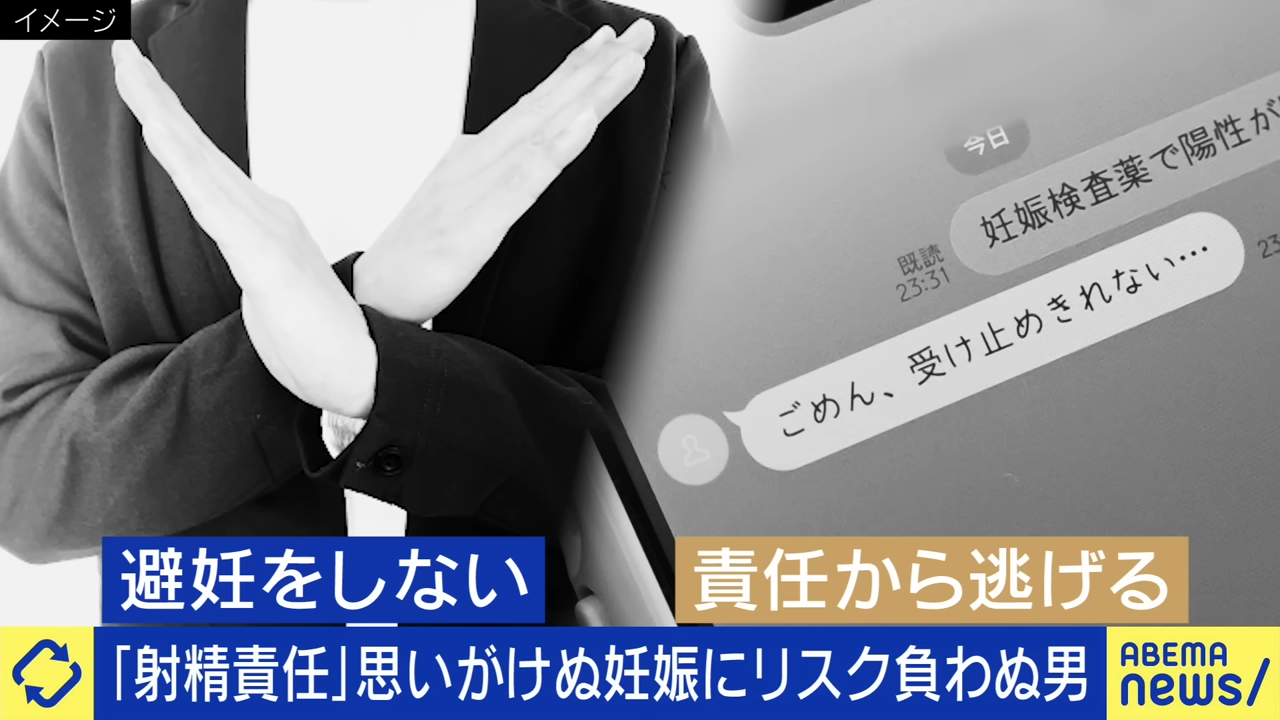 イメージ
今日
妊娠検査薬で陽性が
既読
23:31
ごめん、受け止めきれない…
23
避妊をしない
責任から逃げる
「射精責任」思いがけぬ妊娠にリスク負わぬ男
ABEMA
news/